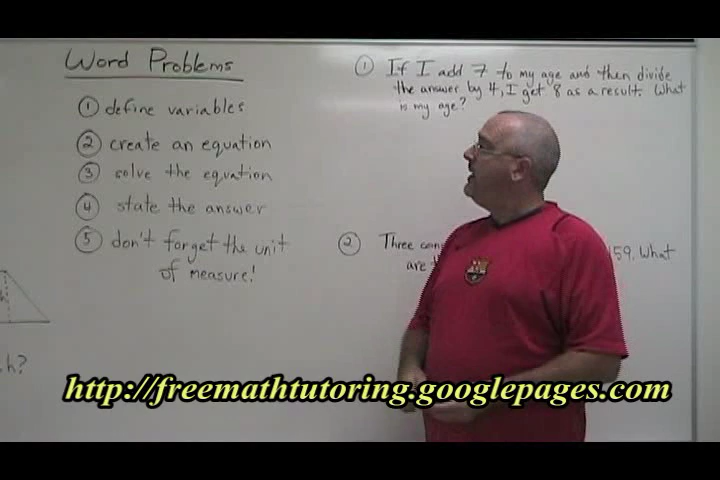 Word Problems
① define variables
② create an equation
③ solve the equation
④ state the answer
⑤ don't forget the unit
of measure!
h
h?
① If I add 7 to my age and then divide
the answer by 4, I get 8 as a result. What
is my age?
② Three con 159. What
are th
http://freemathtutoring.googlepages.com